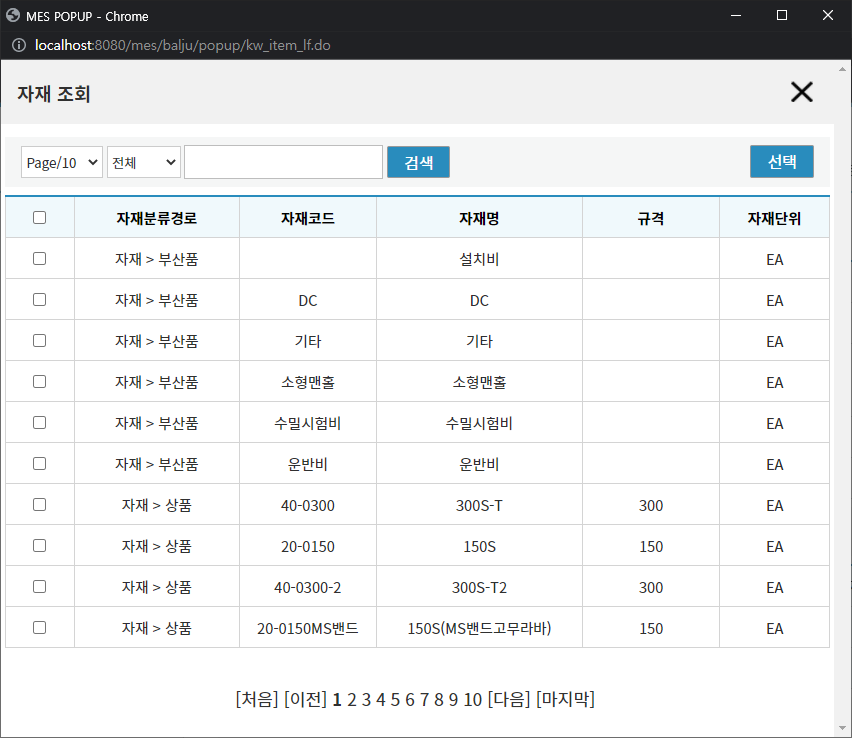 MES POPUP - Chrome
localhost:8080/mes/balju/popup/kw_item_lf.do
자재 조회
Page/10 전체 검색 선택
자재분류경로 자재코드 자재명 규격 자재단위
자재 > 부산품 설치비 EA
자재 > 부산품 DC DC EA
자재 > 부산품 기타 기타 EA
자재 > 부산품 소형맨홀 소형맨홀 EA
자재 > 부산품 수밀시험비 수밀시험비 EA
자재 > 부산품 운반비 운반비 EA
자재 > 상품 40-0300 300S-T 300 EA
자재 > 상품 20-0150 150S 150 EA
자재 > 상품 40-0300-2 300S-T2 300 EA
자재 > 상품 20-0150MS밴드 150S(MS밴드고무라바) 150 EA
[처음] [이전] 1 2 3 4 5 6 7 8 9 10 [다음] [마지막]